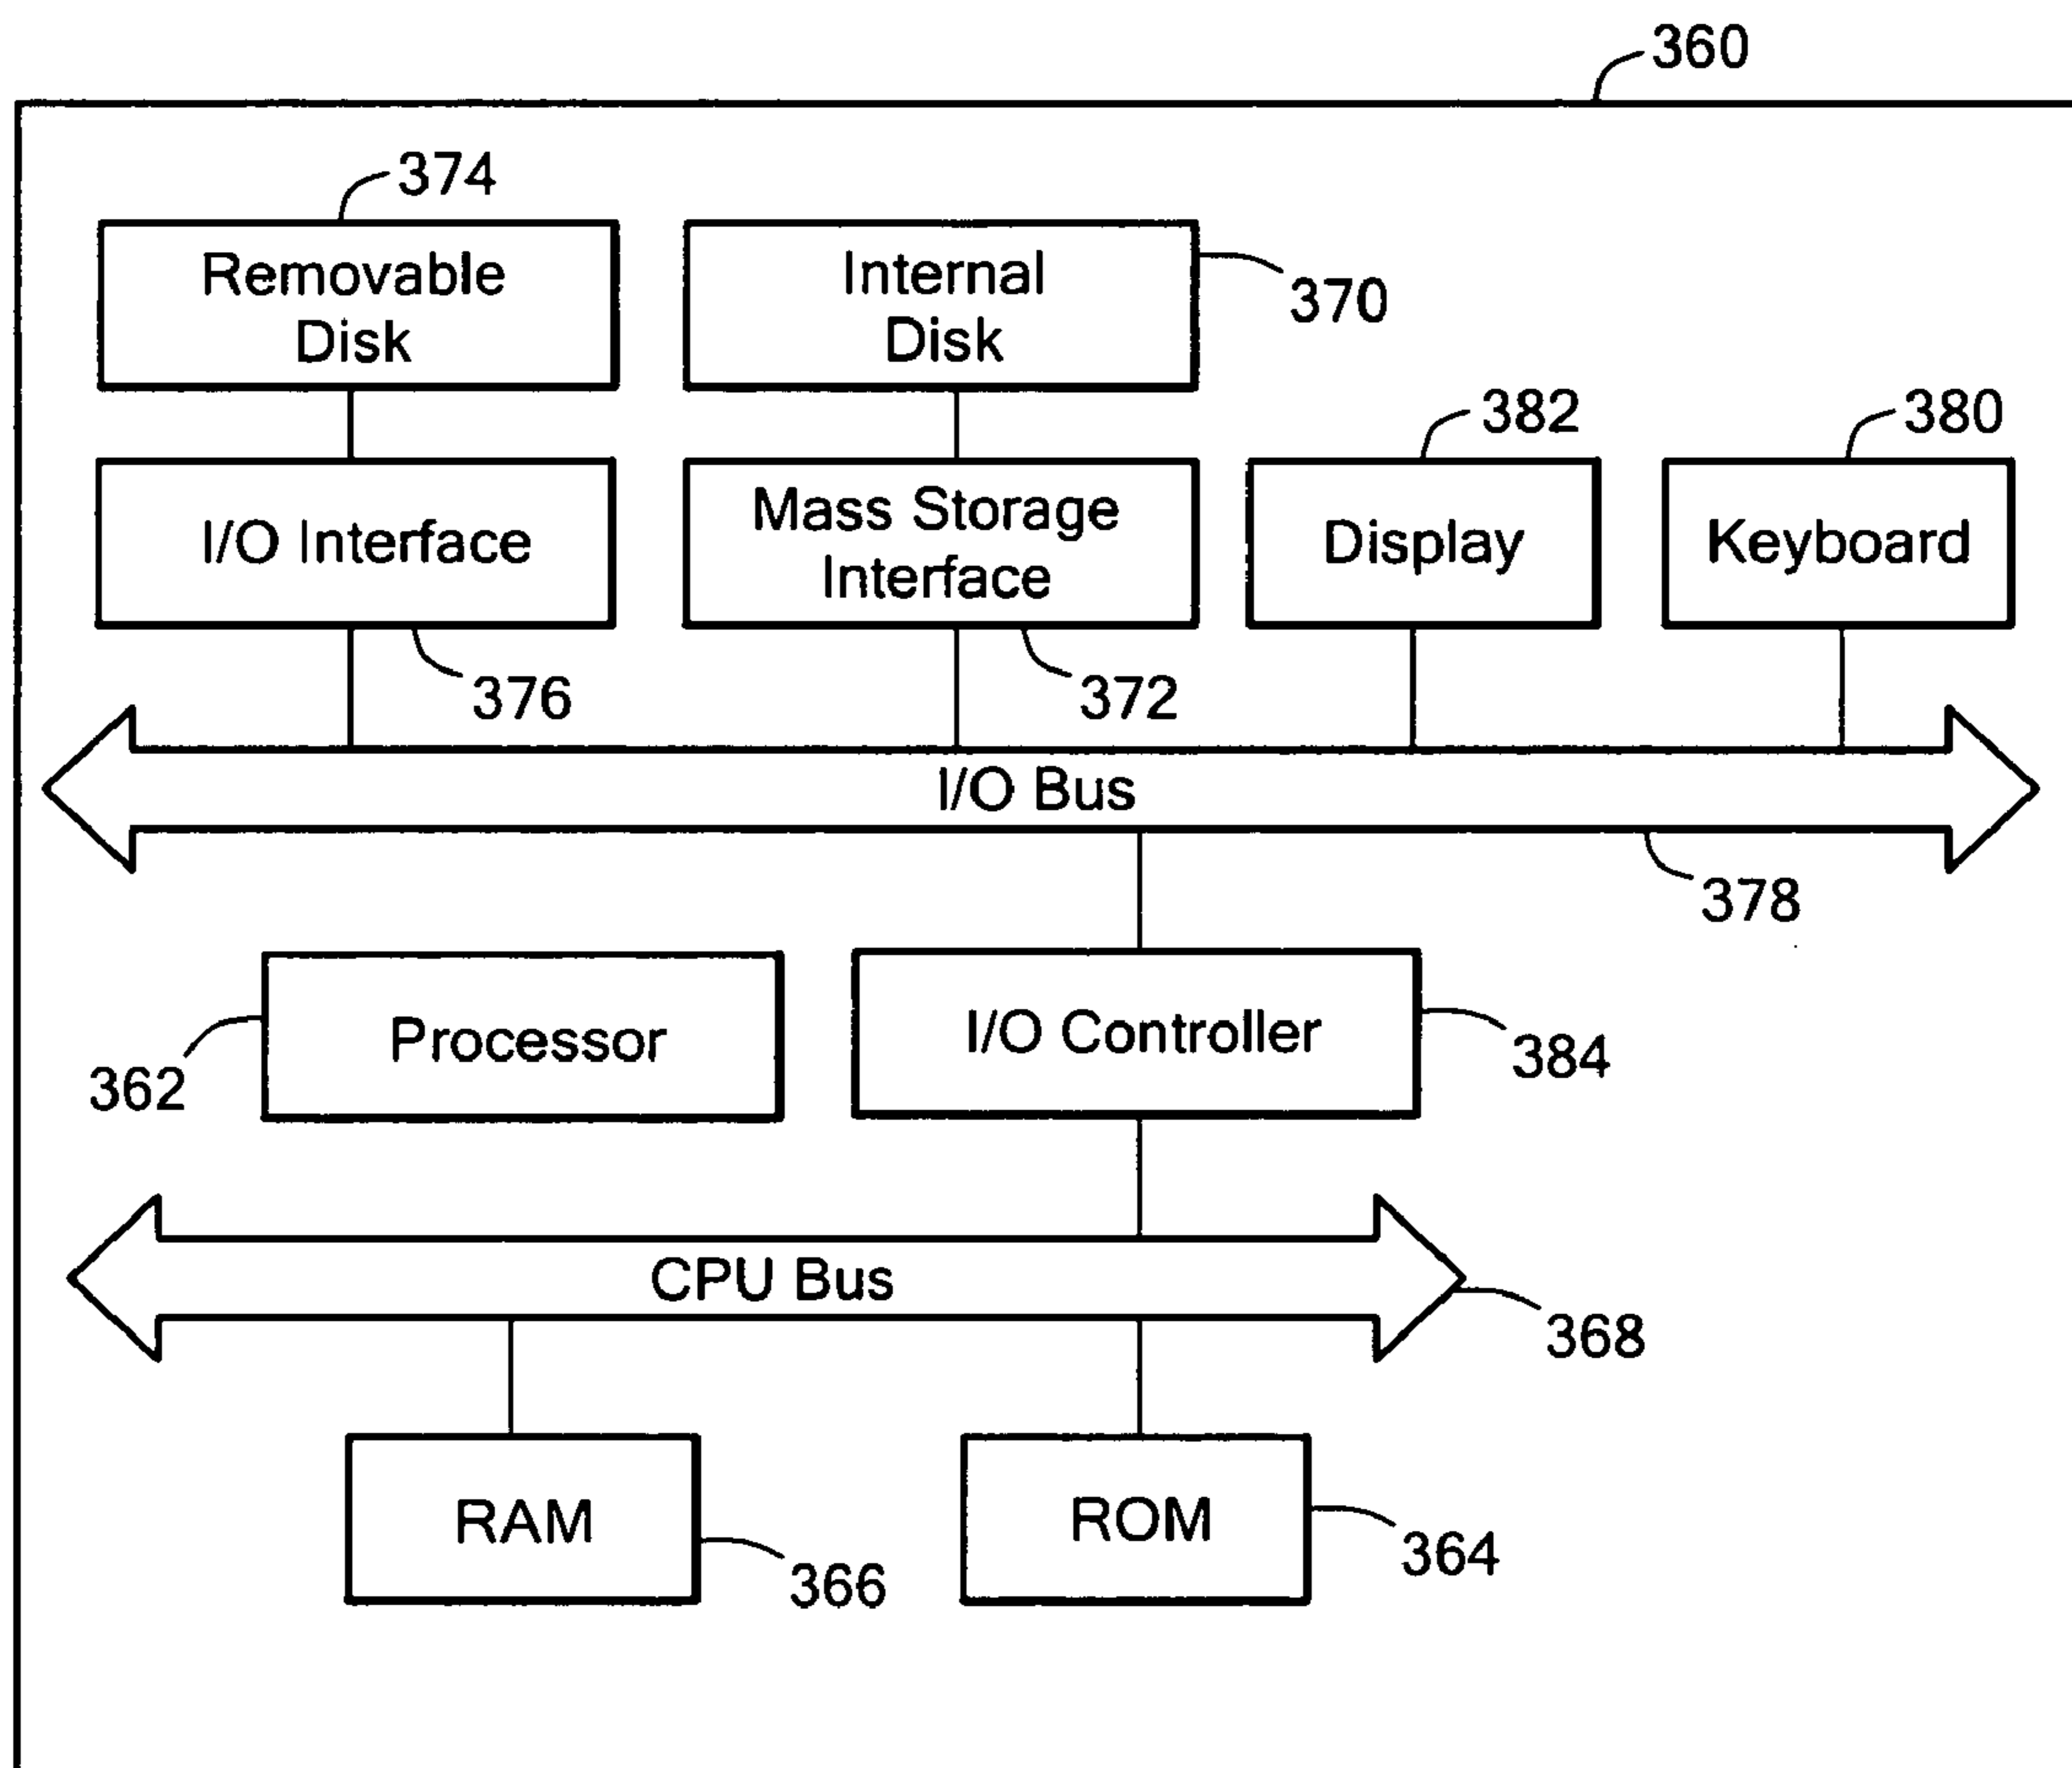 360
374
Removable
Disk
Internal
Disk
370
382
380
I/O Interface
Mass Storage
Interface
Display
Keyboard
376
372
I/O Bus
378
Processor
I/O Controller
362
384
CPU Bus
368
RAM
ROM
366
364